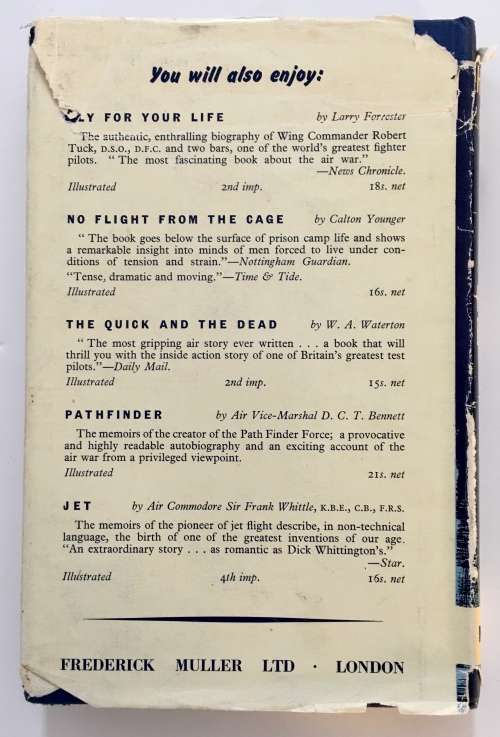 You will also enjoy:
LY FOR YOUR LIFE by Larry Forrester
The authentic, enthralling biography of Wing Commander Robert
Tuck, D.S.O., D.F.C. and two bars, one of the world's greatest fighter
pilots. “The most fascinating book about the air war.”
—News Chronicle.
Illustrated 2nd imp. 18s. net
NO FLIGHT FROM THE CAGE by Calton Younger
“The book goes below the surface of prison camp life and shows
a remarkable insight into minds of men forced to live under con-
ditions of tension and strain.”—Nottingham Guardian.
“Tense, dramatic and moving.”—Time & Tide.
Illustrated 16s. net
THE QUICK AND THE DEAD by W. A. Waterton
“The most gripping air story ever written . . . a book that will
thrill you with the inside action story of one of Britain's greatest test
pilots.”—Daily Mail.
Illustrated 2nd imp. 15s. net
PATHFINDER by Air Vice-Marshal D. C. T. Bennett
The memoirs of the creator of the Path Finder Force; a provocative
and highly readable autobiography and an exciting account of the
air war from a privileged viewpoint.
Illustrated 21s. net
JET by Air Commodore Sir Frank Whittle, K.B.E., C.B., F.R.S.
The memoirs of the pioneer of jet flight describe, in non-technical
language, the birth of one of the greatest inventions of our age.
“An extraordinary story . . . as romantic as Dick Whittington's.”
—Star.
Illustrated 4th imp. 16s. net
FREDERICK MULLER LTD · LONDON